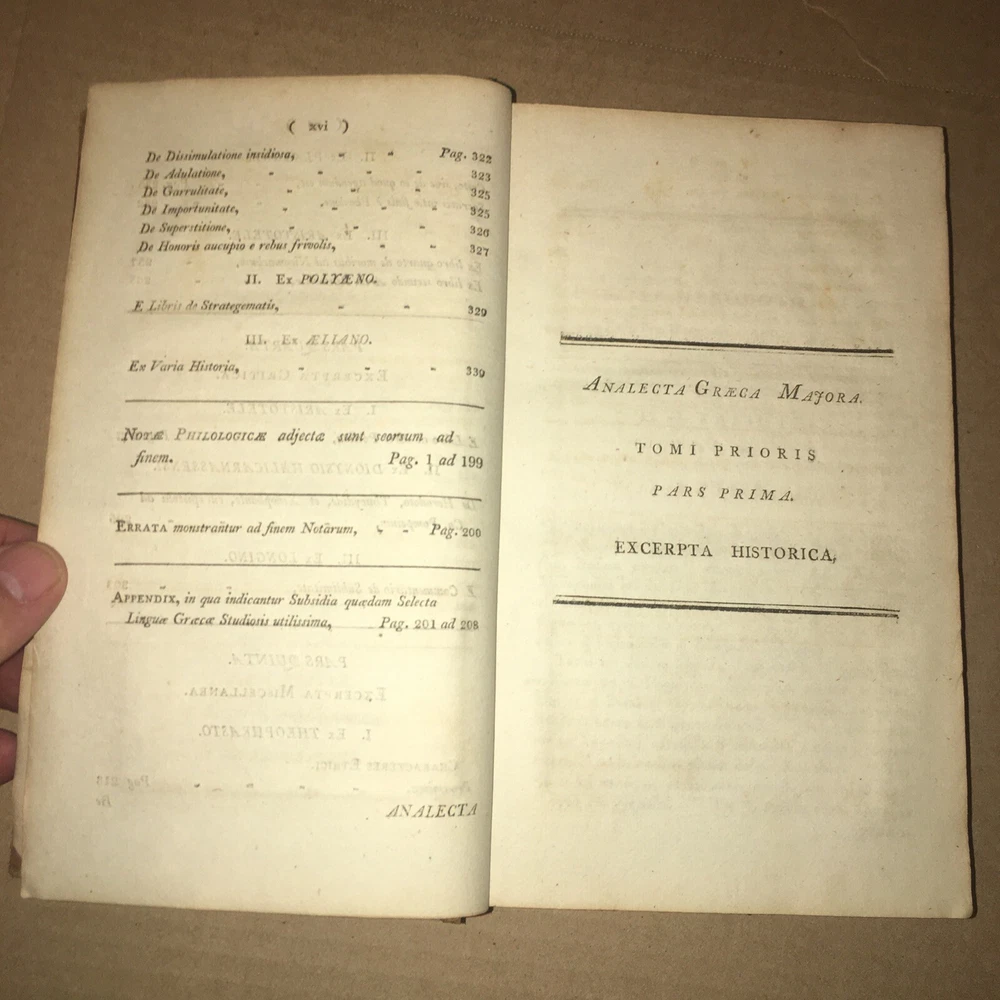 ( xvi )
De Dissimulatione insidiosa, - - Pag. 322
De Adulatione, - - - - - 323
De Garrulitate, - - - - 325
De Importunitate, - - - - 325
De Superstitione, - - - - 326
De Honoris aucupio e rebus frivolis, - - 327
II. Ex POLYÆNO.
E Libris de Strategematis, - - 329
III. Ex ÆLIANO.
Ex Varia Historia, - - - 339
NOTÆ PHILOLOGICÆ adjectæ sunt seorsum ad
finem. Pag. 1 ad 199
ERRATA monstrantur ad finem Notarum, - - Pag. 200
APPENDIX, in qua indicantur Subsidia quædam Selecta
Linguæ Græcæ Studiosis utilissima, Pag. 201 ad 208
ANALECTA
ANALECTA GRÆCA MAJORA.
TOMI PRIORIS
PARS PRIMA.
EXCERPTA HISTORICA,